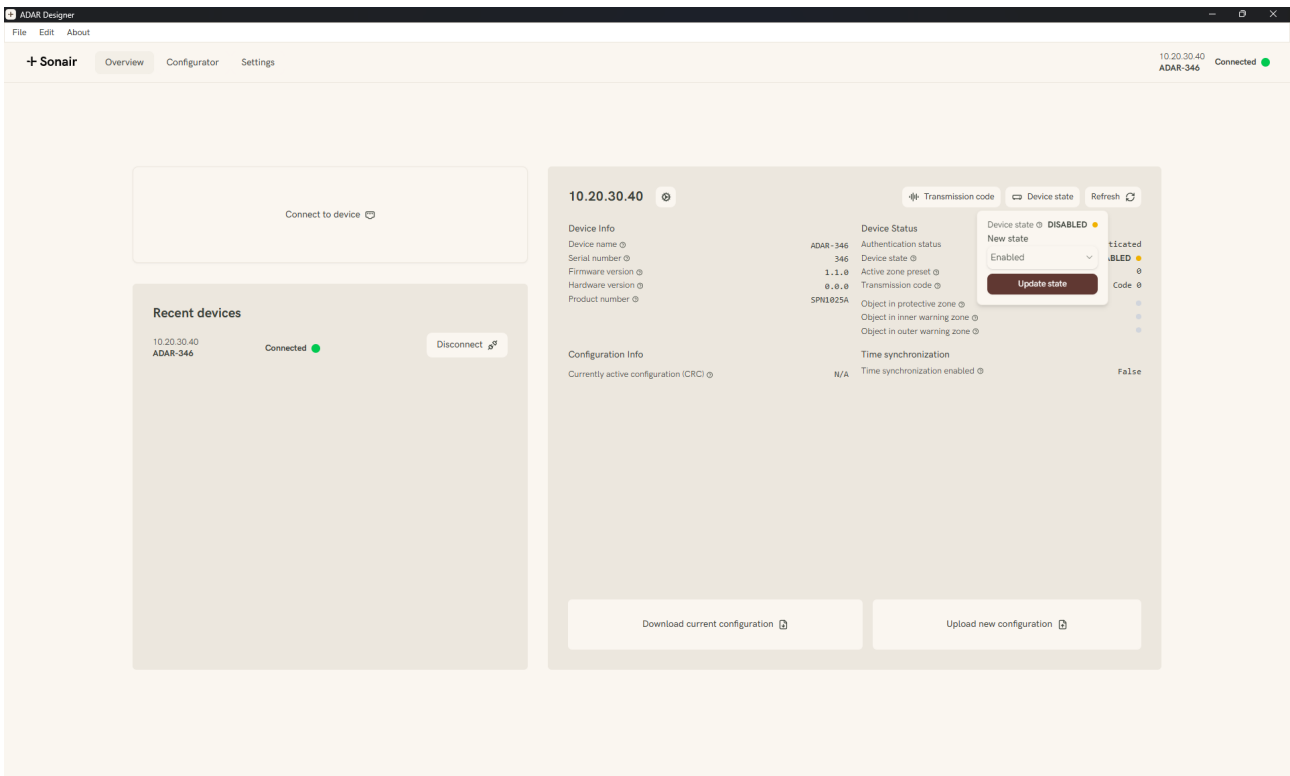 ADAR Designer
File Edit About
Sonair Overview Configurator Settings
10.20.30.40
ADAR-346
Connected
Connect to device
Recent devices
10.20.30.40
ADAR-346
Connected
Disconnect
10.20.30.40
Transmission code
Device state
Refresh
Device Info
Device name ADAR-346
Serial number 346
Firmware version 1.1.0
Hardware version 0.0.0
Product number SPN1025A
Configuration Info
Currently active configuration (CRC) N/A
Device Status
Authentication status ticated
Device state BLED
Active zone preset 0
Transmission code Code 0
Object in protective zone
Object in inner warning zone
Object in outer warning zone
Time synchronization
Time synchronization enabled False
Device state DISABLED
New state
Enabled
Update state
Download current configuration
Upload new configuration